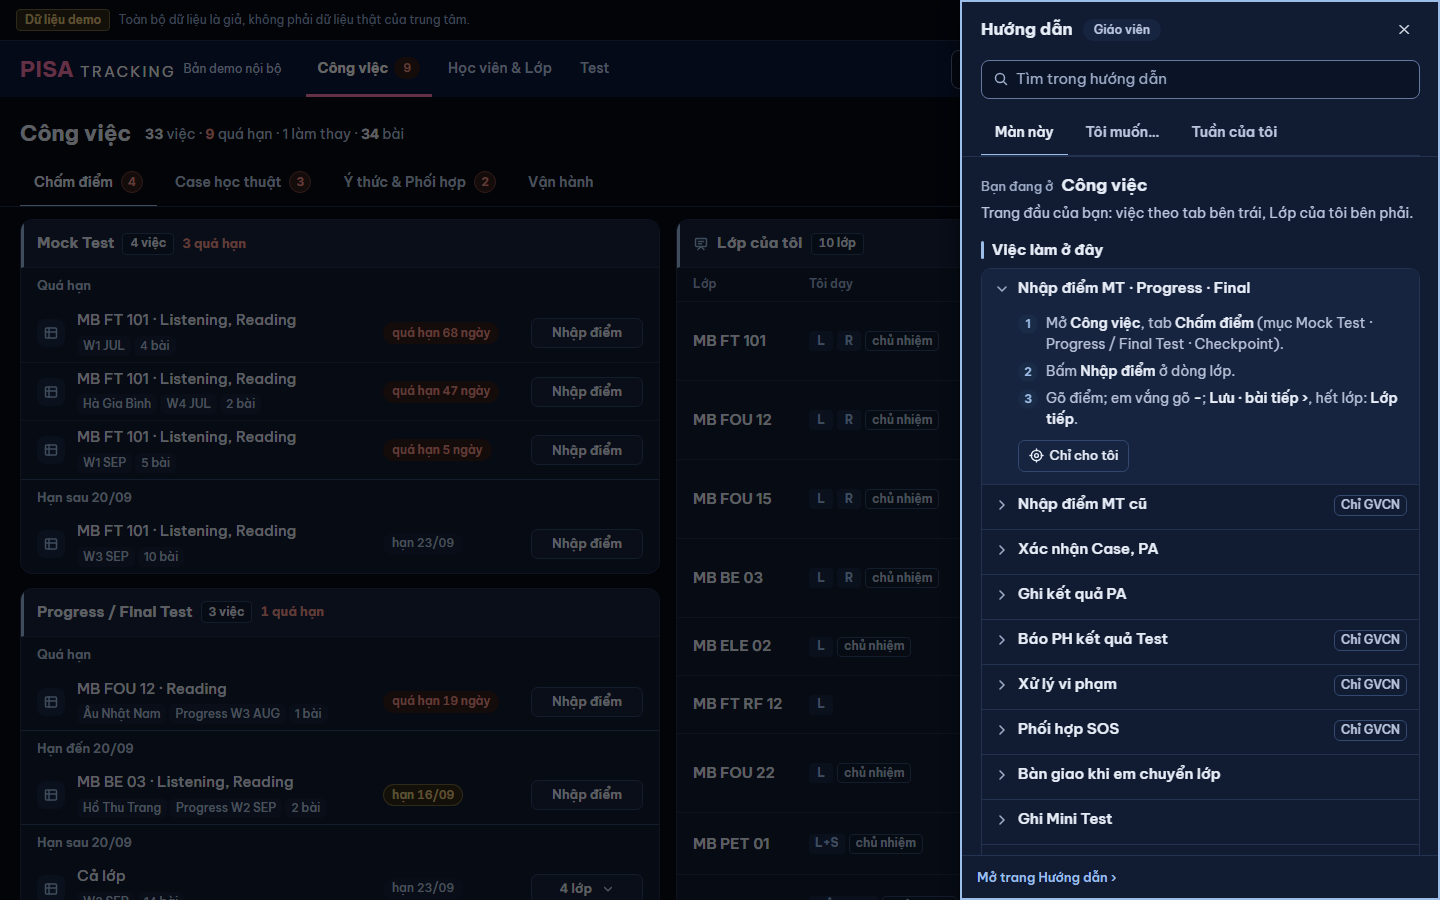 Dữ liệu demo Toàn bộ dữ liệu là giả, không phải dữ liệu thật của trung tâm.
PISA TRACKING Bản demo nội bộ Công việc 9 Học viên & Lớp Test
Công việc 33 việc · 9 quá hạn · 1 làm thay · 34 bài
Chấm điểm 4 Case học thuật 3 Ý thức & Phối hợp 2 Vận hành
Mock Test 4 việc 3 quá hạn
Quá hạn
MB FT 101 · Listening, Reading
W1 JUL 4 bài
quá hạn 68 ngày
Nhập điểm
MB FT 101 · Listening, Reading
Hà Gia Bình W4 JUL 2 bài
quá hạn 47 ngày
Nhập điểm
MB FT 101 · Listening, Reading
W1 SEP 5 bài
quá hạn 5 ngày
Nhập điểm
Hạn sau 20/09
MB FT 101 · Listening, Reading
W3 SEP 10 bài
hạn 23/09
Nhập điểm
Progress / FInal Test 3 việc 1 quá hạn
Quá hạn
MB FOU 12 · Reading
Âu Nhật Nam Progress W3 AUG 1 bài
quá hạn 19 ngày
Nhập điểm
Hạn đến 20/09
MB BE 03 · Listening, Reading
Hồ Thu Trang Progress W2 SEP 2 bài
hạn 16/09
Nhập điểm
Hạn sau 20/09
Cả lớp
hạn 23/09
4 lớp
Lớp của tôi 10 lớp
Lớp Tôi dạy
MB FT 101 L R chủ nhiệm
MB FOU 12 L R chủ nhiệm
MB FOU 15 L R chủ nhiệm
MB BE 03 L R chủ nhiệm
MB ELE 02 L chủ nhiệm
MB FT RF 12 L
MB FOU 22 L chủ nhiệm
MB PET 01 L+S chủ nhiệm
Hướng dẫn Giáo viên
Tìm trong hướng dẫn
Màn này Tôi muốn... Tuần của tôi
Bạn đang ở Công việc
Trang đầu của bạn: việc theo tab bên trái, Lớp của tôi bên phải.
Việc làm ở đây
Nhập điểm MT · Progress · Final
1 Mở Công việc, tab Chấm điểm (mục Mock Test ·
Progress / Final Test · Checkpoint).
2 Bấm Nhập điểm ở dòng lớp.
3 Gõ điểm; em vắng gõ -; Lưu · bài tiếp ›, hết lớp: Lớp
tiếp.
Chỉ cho tôi
Nhập điểm MT cũ Chỉ GVCN
Xác nhận Case, PA
Ghi kết quả PA
Báo PH kết quả Test Chỉ GVCN
Xử lý vi phạm Chỉ GVCN
Phối hợp SOS Chỉ GVCN
Bàn giao khi em chuyển lớp
Ghi Mini Test
Mở trang Hướng dẫn ›